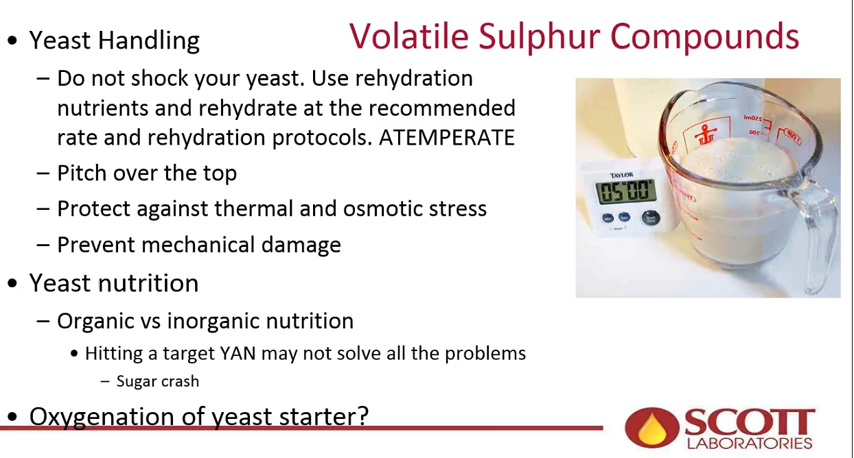 Volatile Sulphur Compounds
• Yeast Handling
– Do not shock your yeast. Use rehydration
nutrients and rehydrate at the recommended
rate and rehydration protocols. ATEMPERATE
– Pitch over the top
– Protect against thermal and osmotic stress
– Prevent mechanical damage
• Yeast nutrition
– Organic vs inorganic nutrition
• Hitting a target YAN may not solve all the problems
– Sugar crash
• Oxygenation of yeast starter?
TAYLOR
05:00
SCOTT
LABORATORIES